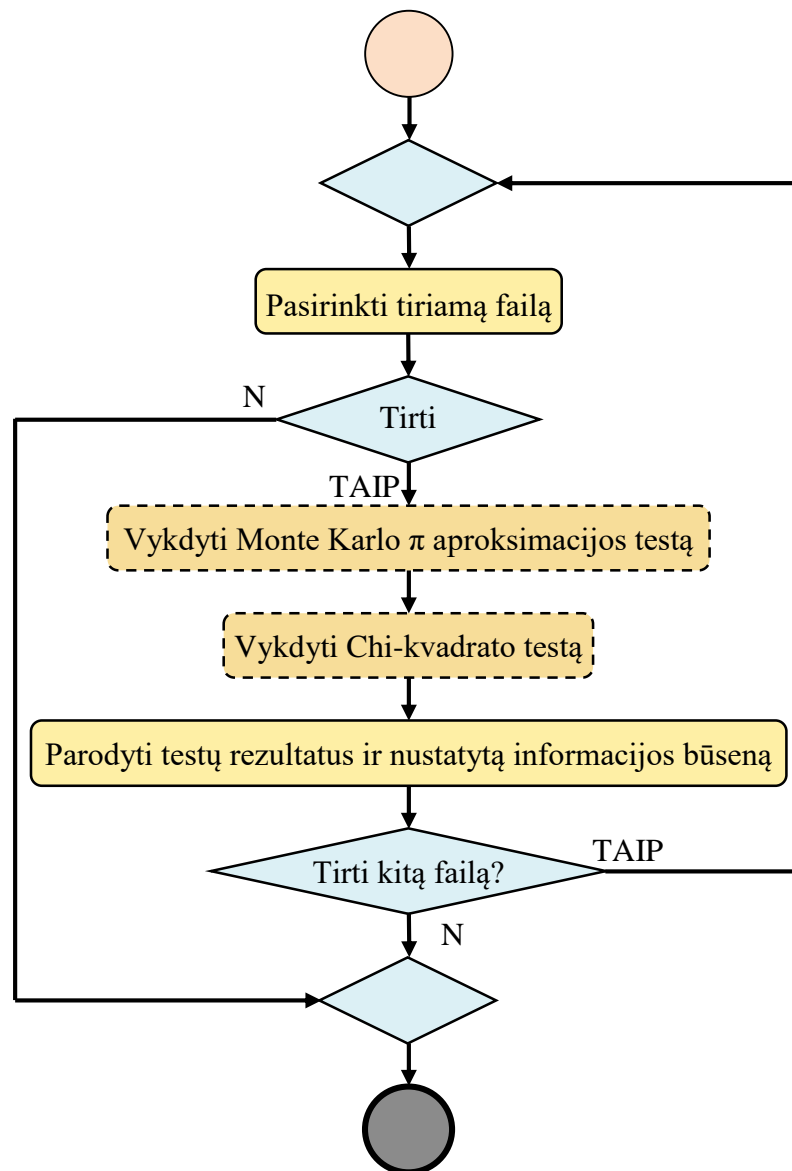 Pasirinkti tiriamą failą
N
Tirti
TAIP
Vykdyti Monte Karlo π aproksimacijos testą
Vykdyti Chi-kvadrato testą
Parodyti testų rezultatus ir nustatytą informacijos būseną
TAIP
Tirti kitą failą?
N